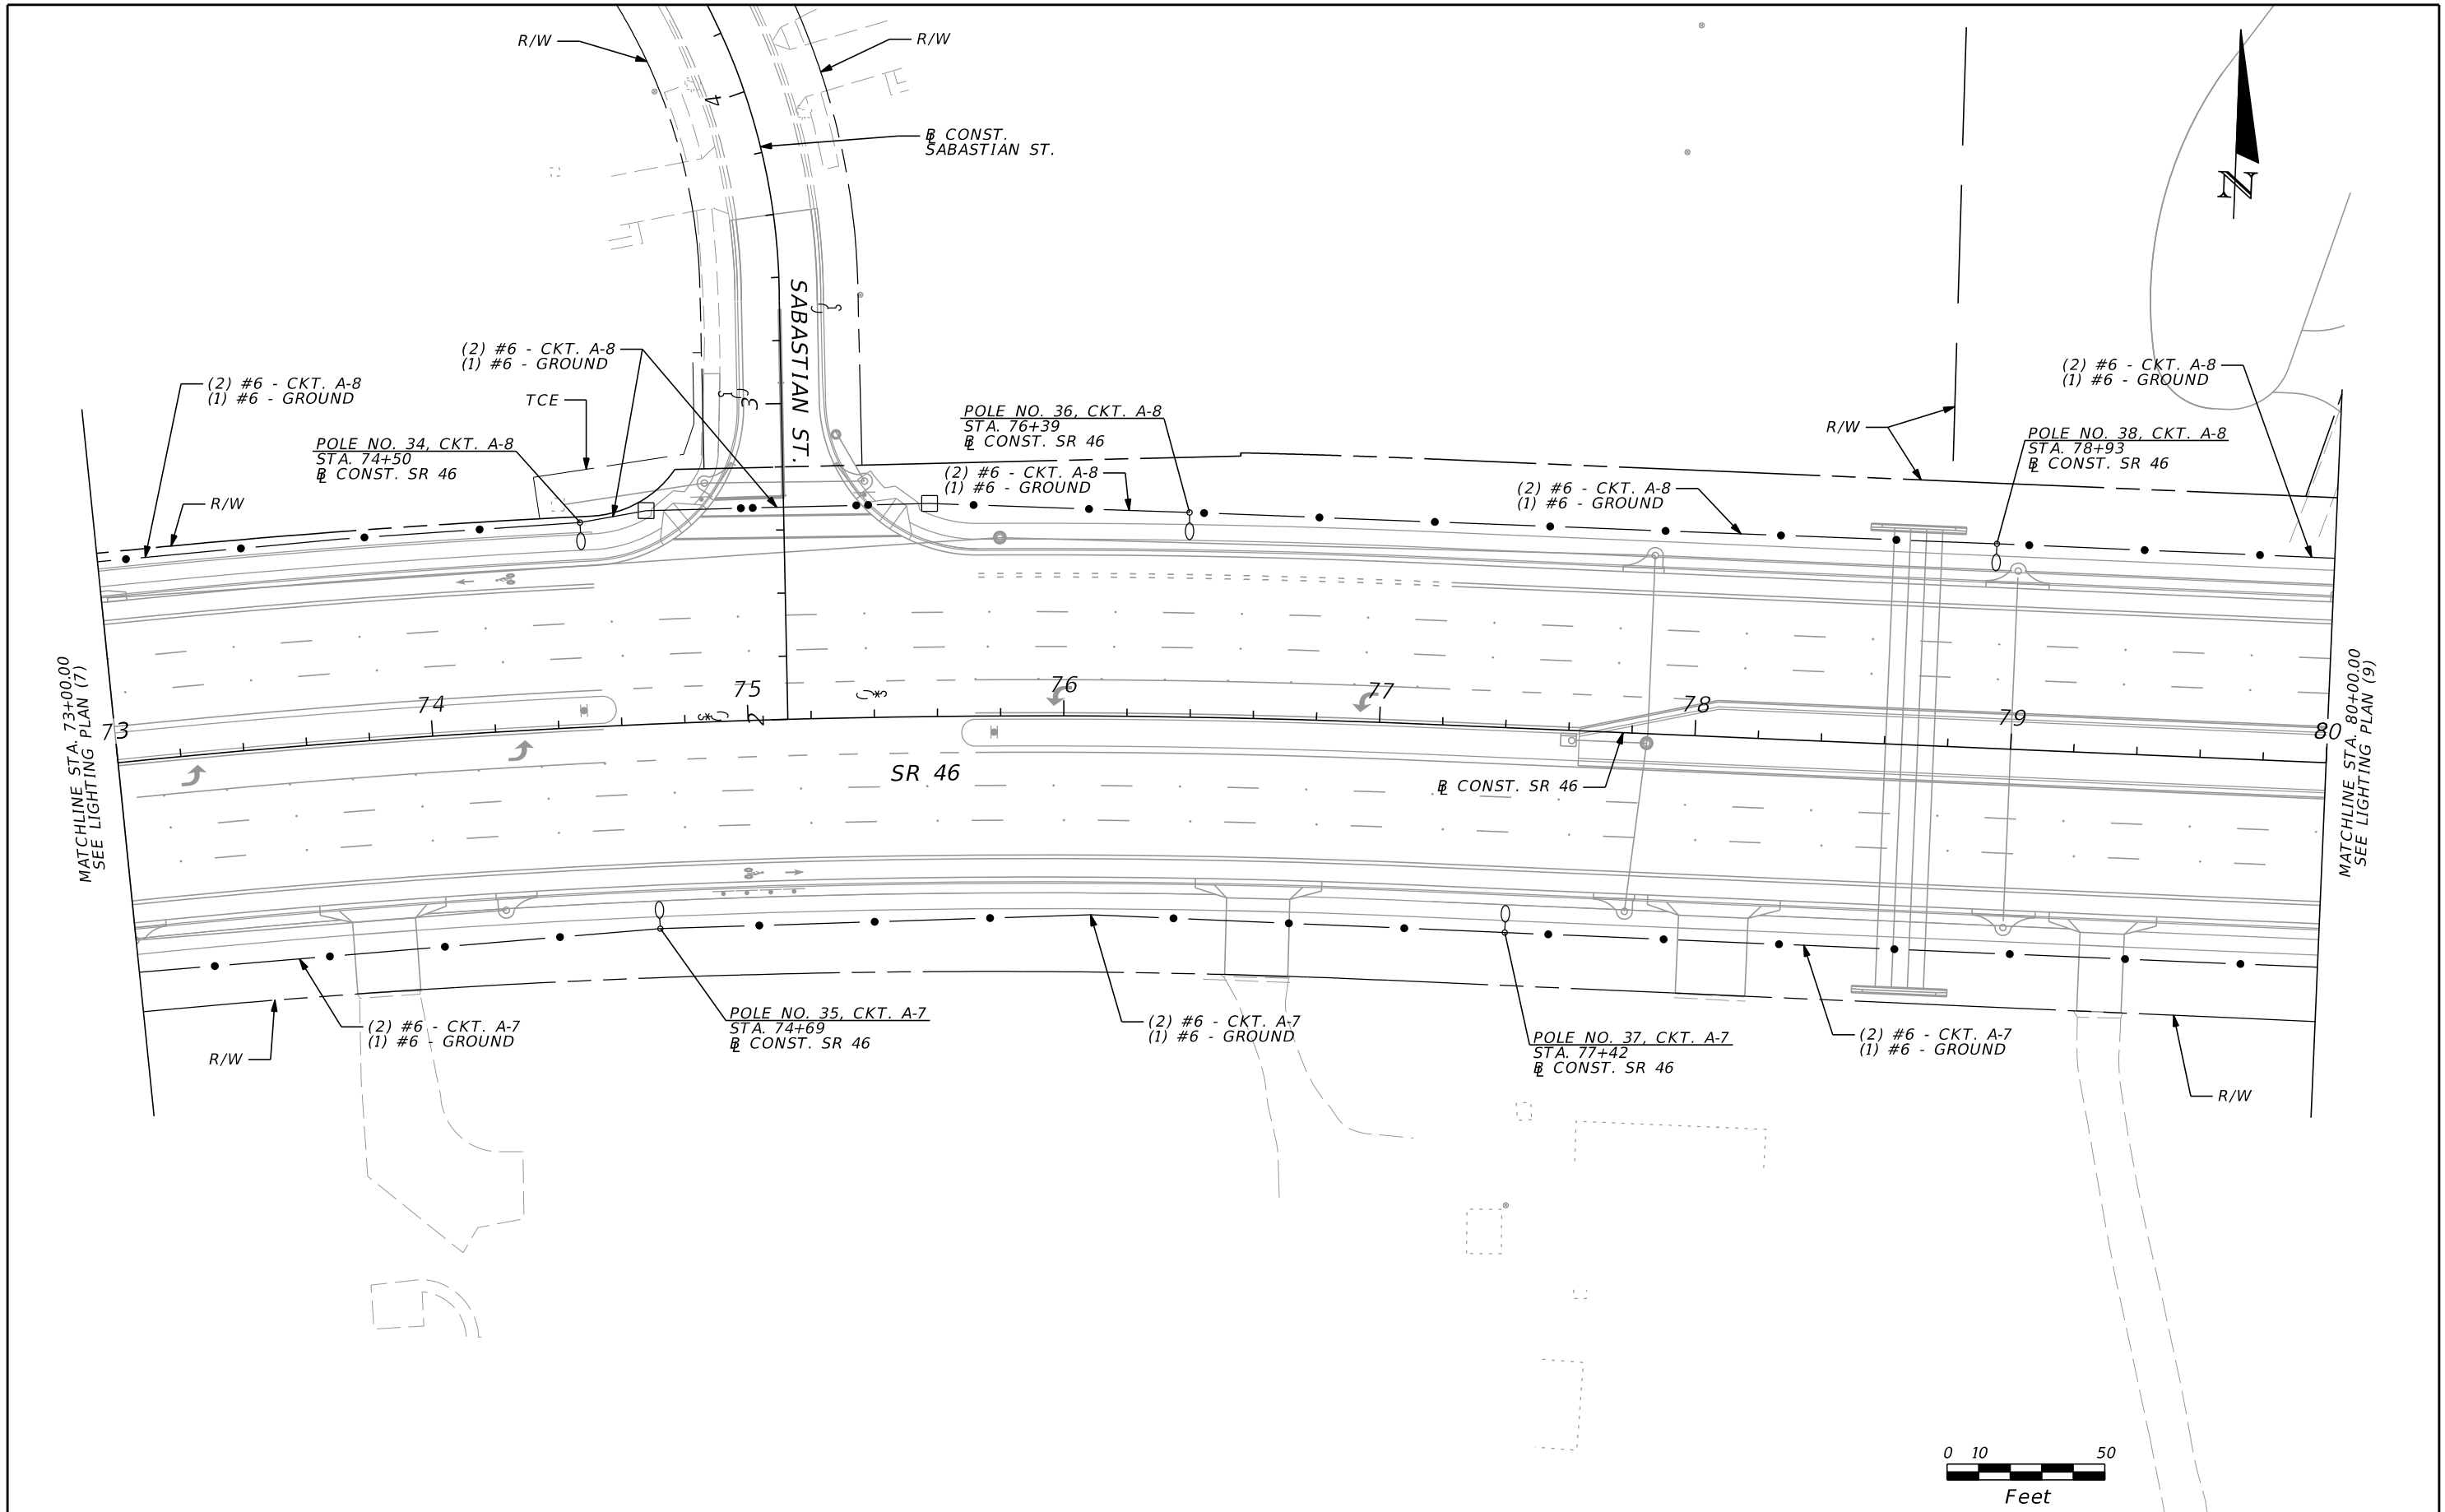 R/W
R/W
4
B CONST.
SABASTIAN ST.
N
SABASTIAN ST.
3
2
(2) #6 - CKT. A-8
(1) #6 - GROUND
(2) #6 - CKT. A-8
(1) #6 - GROUND
TCE
POLE NO. 34, CKT. A-8
STA. 74+50
B CONST. SR 46
R/W
POLE NO. 36, CKT. A-8
STA. 76+39
B CONST. SR 46
(2) #6 - CKT. A-8
(1) #6 - GROUND
(2) #6 - CKT. A-8
(1) #6 - GROUND
R/W
(2) #6 - CKT. A-8
(1) #6 - GROUND
POLE NO. 38, CKT. A-8
STA. 78+93
B CONST. SR 46
MATCHLINE STA. 73+00.00
SEE LIGHTING PLAN (7)
73
74
75
76
77
78
79
80
MATCHLINE STA. 80+00.00
SEE LIGHTING PLAN (9)
SR 46
B CONST. SR 46
R/W
(2) #6 - CKT. A-7
(1) #6 - GROUND
POLE NO. 35, CKT. A-7
STA. 74+69
B CONST. SR 46
(2) #6 - CKT. A-7
(1) #6 - GROUND
POLE NO. 37, CKT. A-7
STA. 77+42
B CONST. SR 46
(2) #6 - CKT. A-7
(1) #6 - GROUND
R/W
0 10 50
Feet